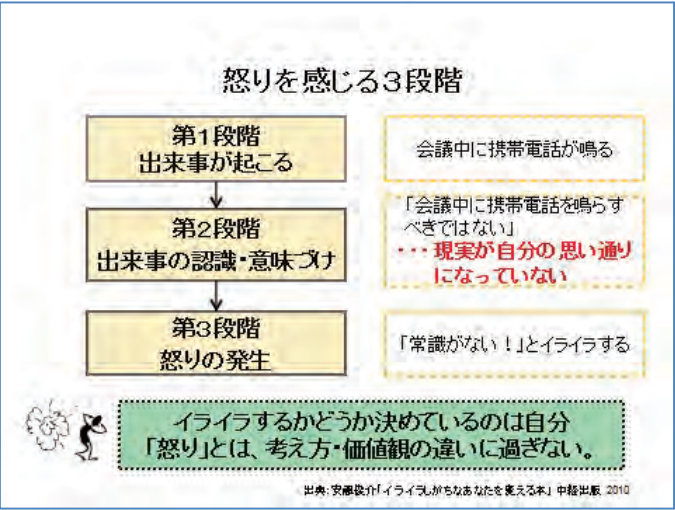 怒りを感じる3段階
第1段階
出来事が起こる
会議中に携帯電話が鳴る
第2段階
出来事の認識・意味づけ
「会議中に携帯電話を鳴らす
べきではない」
・・・現実が自分の思い通り
になっていない
第3段階
怒りの発生
「常識がない！」とイライラする
イライラするかどうか決めているのは自分
「怒り」とは、考え方・価値観の違いに過ぎない。
出典：安藤俊介「イライラしがちなあなたを変える本」中経出版 2010